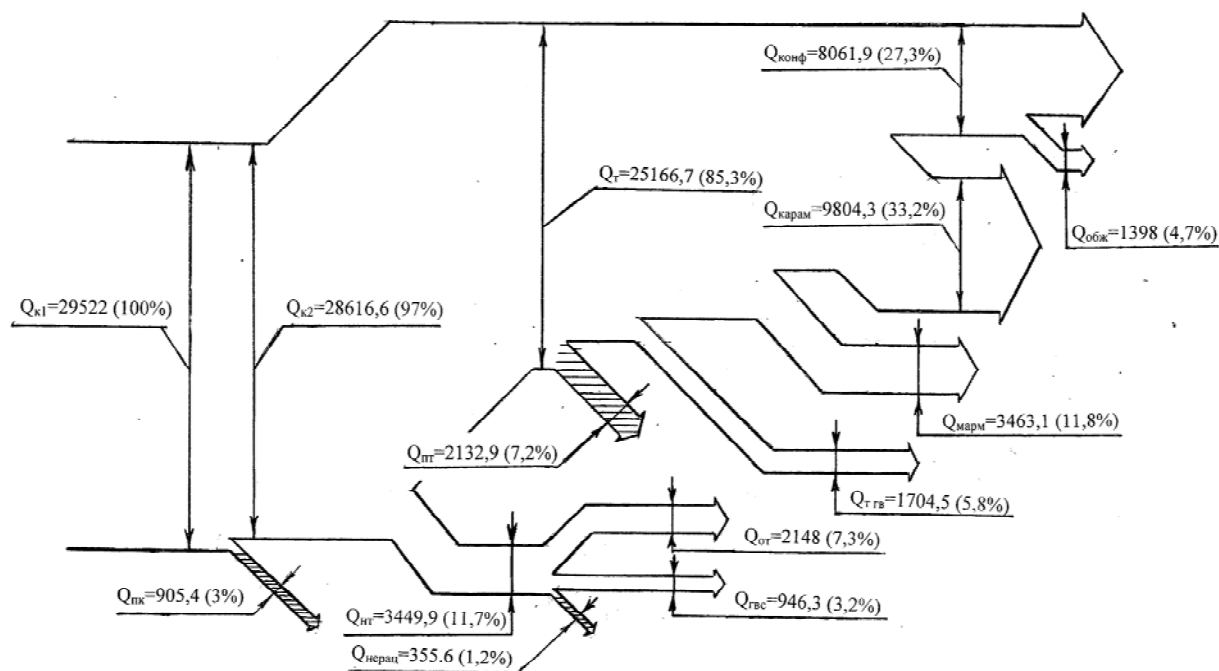 Qконф=8061,9 (27,3%)
Qт=25166,7 (85,3%)
Qкарам=9804,3 (33,2%)
Qобж=1398 (4,7%)
Qк1=29522 (100%)
Qк2=28616,6 (97%)
Qмарм=3463,1 (11,8%)
Qпт=2132,9 (7,2%)
Qт гв=1704,5 (5,8%)
Qот=2148 (7,3%)
Qпк=905,4 (3%)
Qнт=3449,9 (11,7%)
Qгвс=946,3 (3,2%)
Qнерац=355.6 (1,2%)